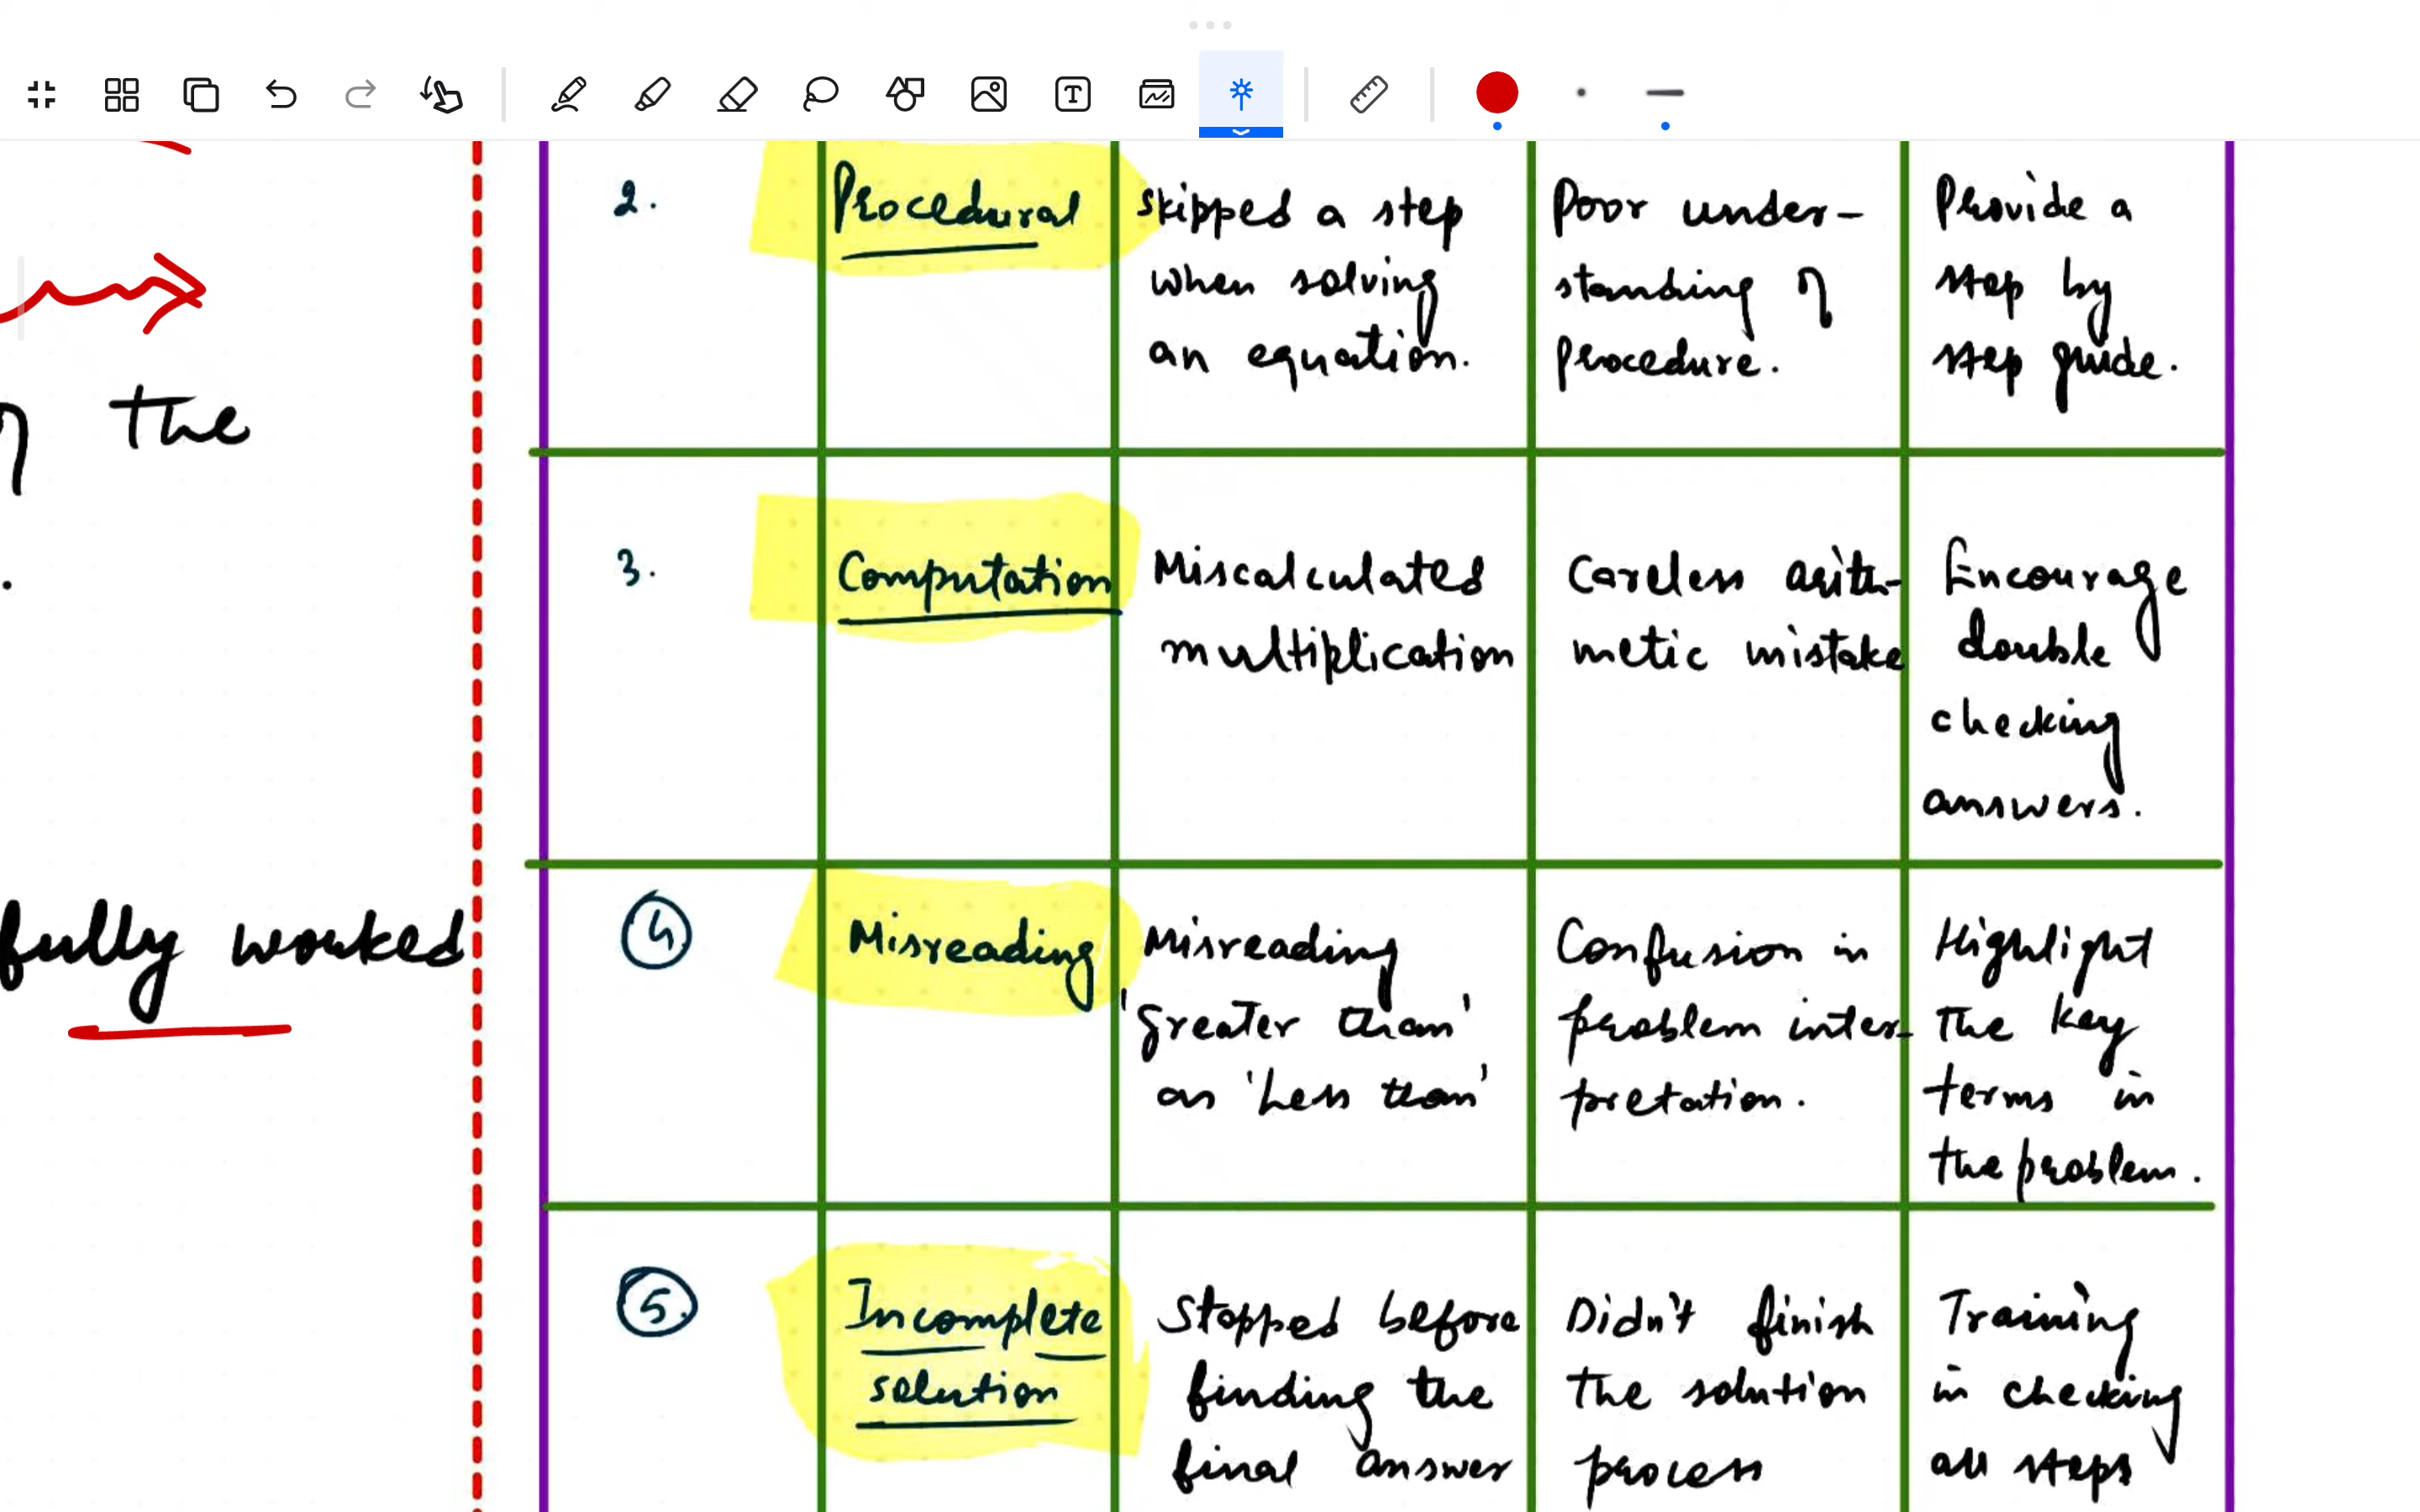 the
.
fully worked
2.
Procedural
Skipped a step
when solving
an equation.
Poor under-
standing of
procedure.
Provide a
step by
step guide.
3.
Computation
Miscalculated
multiplication
Careless arith-
metic mistake
Encourage
double
checking
answers.
4
Misreading
Misreading
'greater than'
as 'Less than'
Confusion in
problem inter-
pretation.
Highlight
the key
terms in
the problem.
5.
Incomplete
solution
Stopped before
finding the
final answer
Didn't finish
the solution
process
Training
in checking
all steps